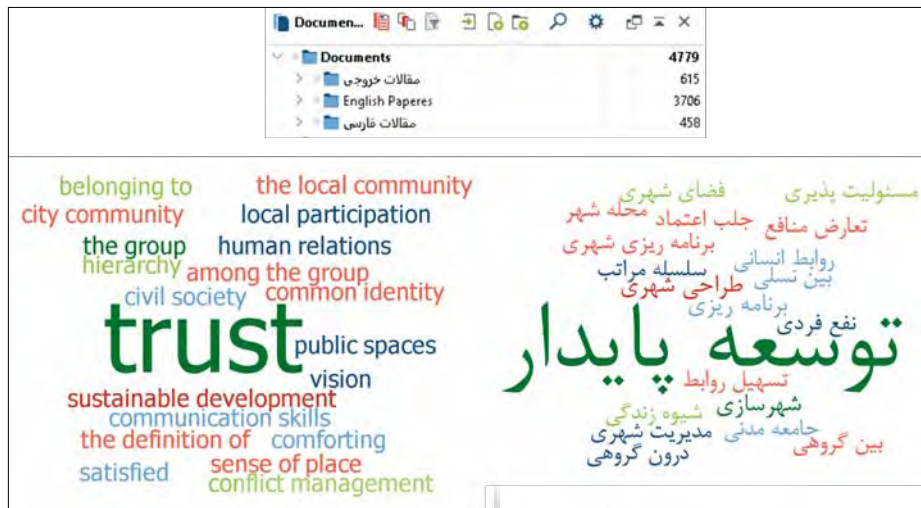 Documen...
Documents 4779
مقالات خروجی 615
English Paperes 3706
مقالات فارسی 458
belonging to
the local community
city community
local participation
the group
human relations
hierarchy
among the group
civil society
common identity
trust
public spaces
vision
sustainable development
communication skills
the definition of
comforting
sense of place
satisfied
conflict management
فضای شهری
مسئولیت پذیری
محله شهر
جلب اعتماد
تعارض منافع
برنامه ریزی شهری
روابط انسانی
سلسله مراتب
بین نسلی
طراحی شهری
برنامه ریزی
نفع فردی
توسعه پایدار
تسهیل روابط
شهرسازی
شیوه زندگی
جامعه مدنی
مدیریت شهری
بین گروهی
درون گروهی